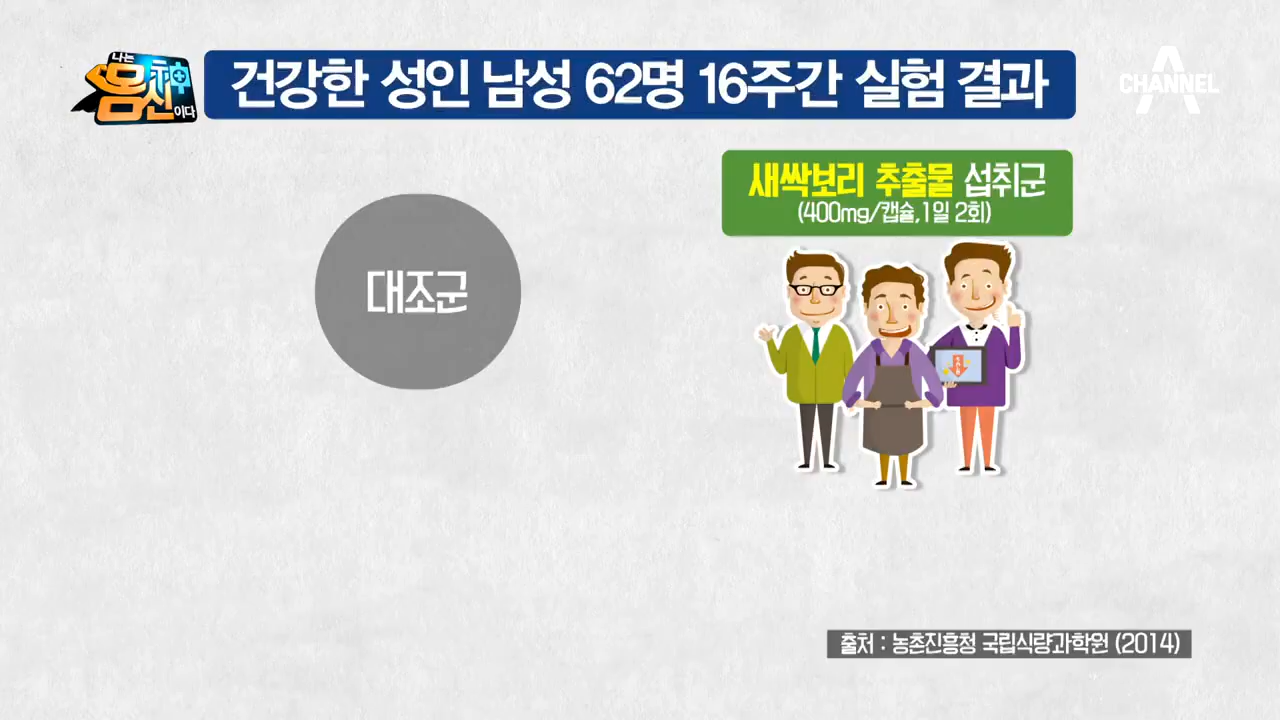 나는
몸신이다
神
건강한 성인 남성 62명 16주간 실험 결과
CHANNEL A
새싹보리 추출물 섭취군
(400mg/캡슐,1일 2회)
대조군
출처 : 농촌진흥청 국립식량과학원 (2014)